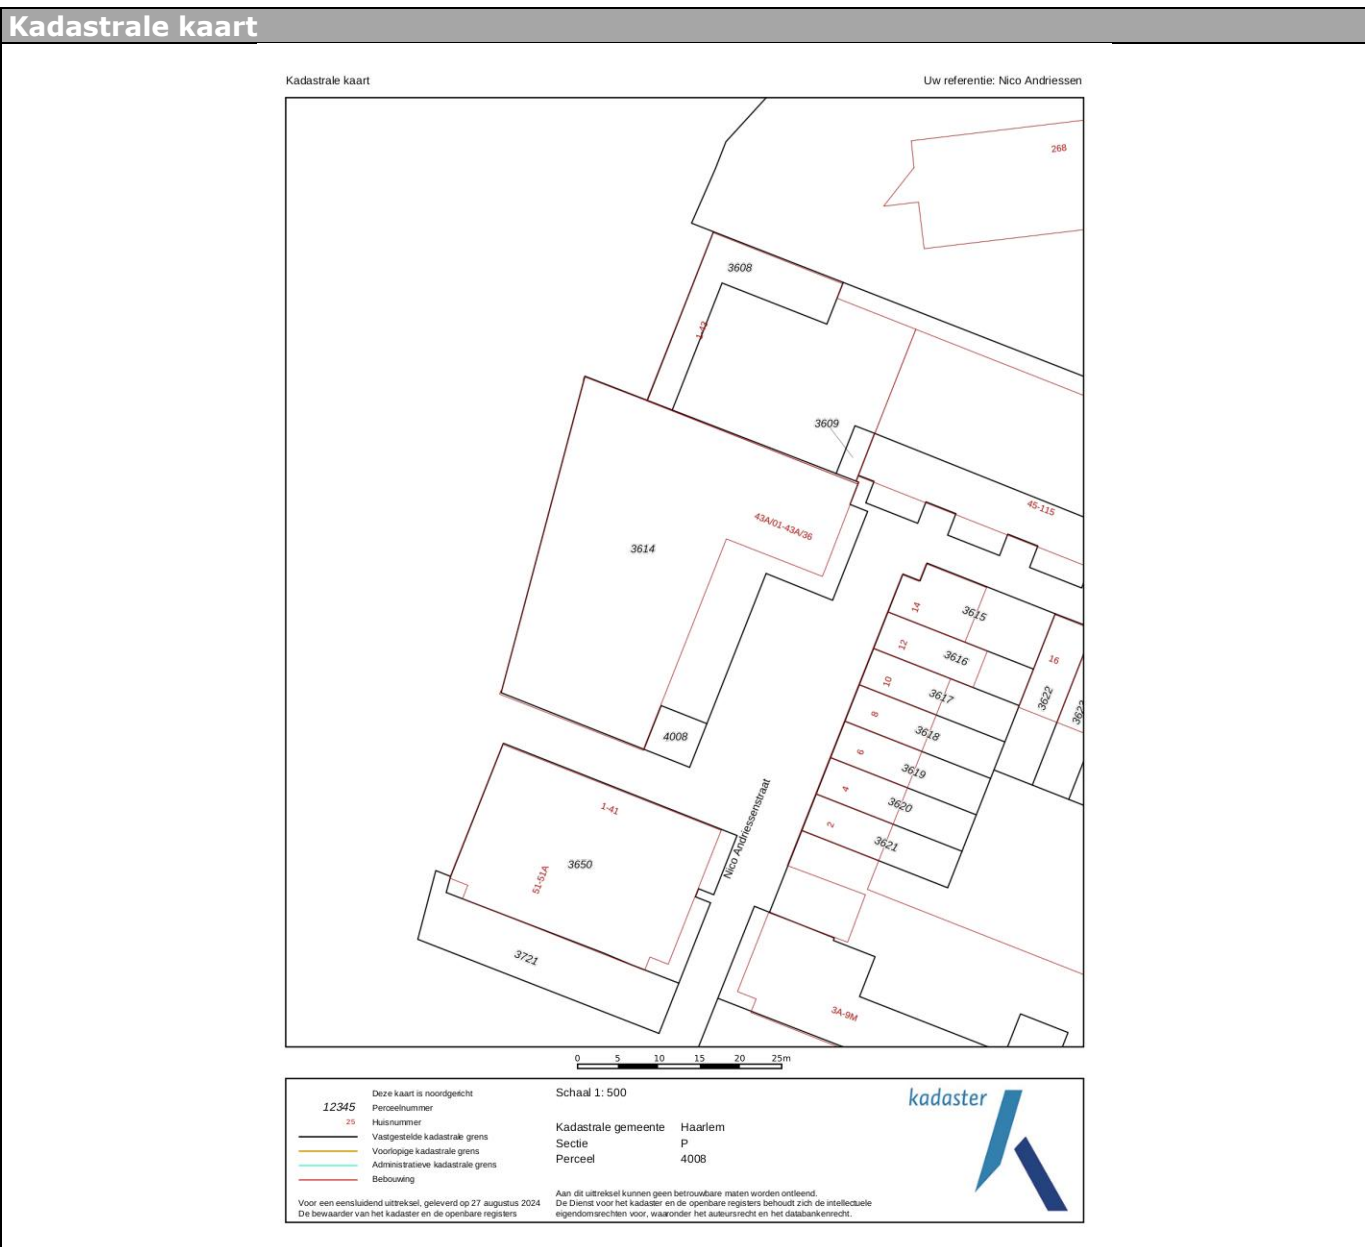 Kadastrale kaart
Kadastrale kaart
Uw referentie: Nico Andriessen
268
3608
1-43
3609
45-115
43A/01-43A/36
3614
14
3615
12
3616
16
10
3617
3622
3623
8
3618
4008
6
3619
4
3620
1-41
2
3621
Nico Andriessenstraat
3650
51-51A
3721
3A-9M
0 5 10 15 20 25m
Deze kaart is noordgericht
12345 Perceelnummer
25 Huisnummer
Vastgestelde kadastrale grens
Voorlopige kadastrale grens
Administratieve kadastrale grens
Bebouwing
Voor een eensluidend uittreksel, geleverd op 27 augustus 2024
De bewaarder van het kadaster en de openbare registers
Schaal 1: 500
Kadastrale gemeente Haarlem
Sectie P
Perceel 4008
Aan dit uittreksel kunnen geen betrouwbare maten worden ontleend.
De Dienst voor het kadaster en de openbare registers behoudt zich de intellectuele
eigendomsrechten voor, waaronder het auteursrecht en het databankenrecht.
kadaster